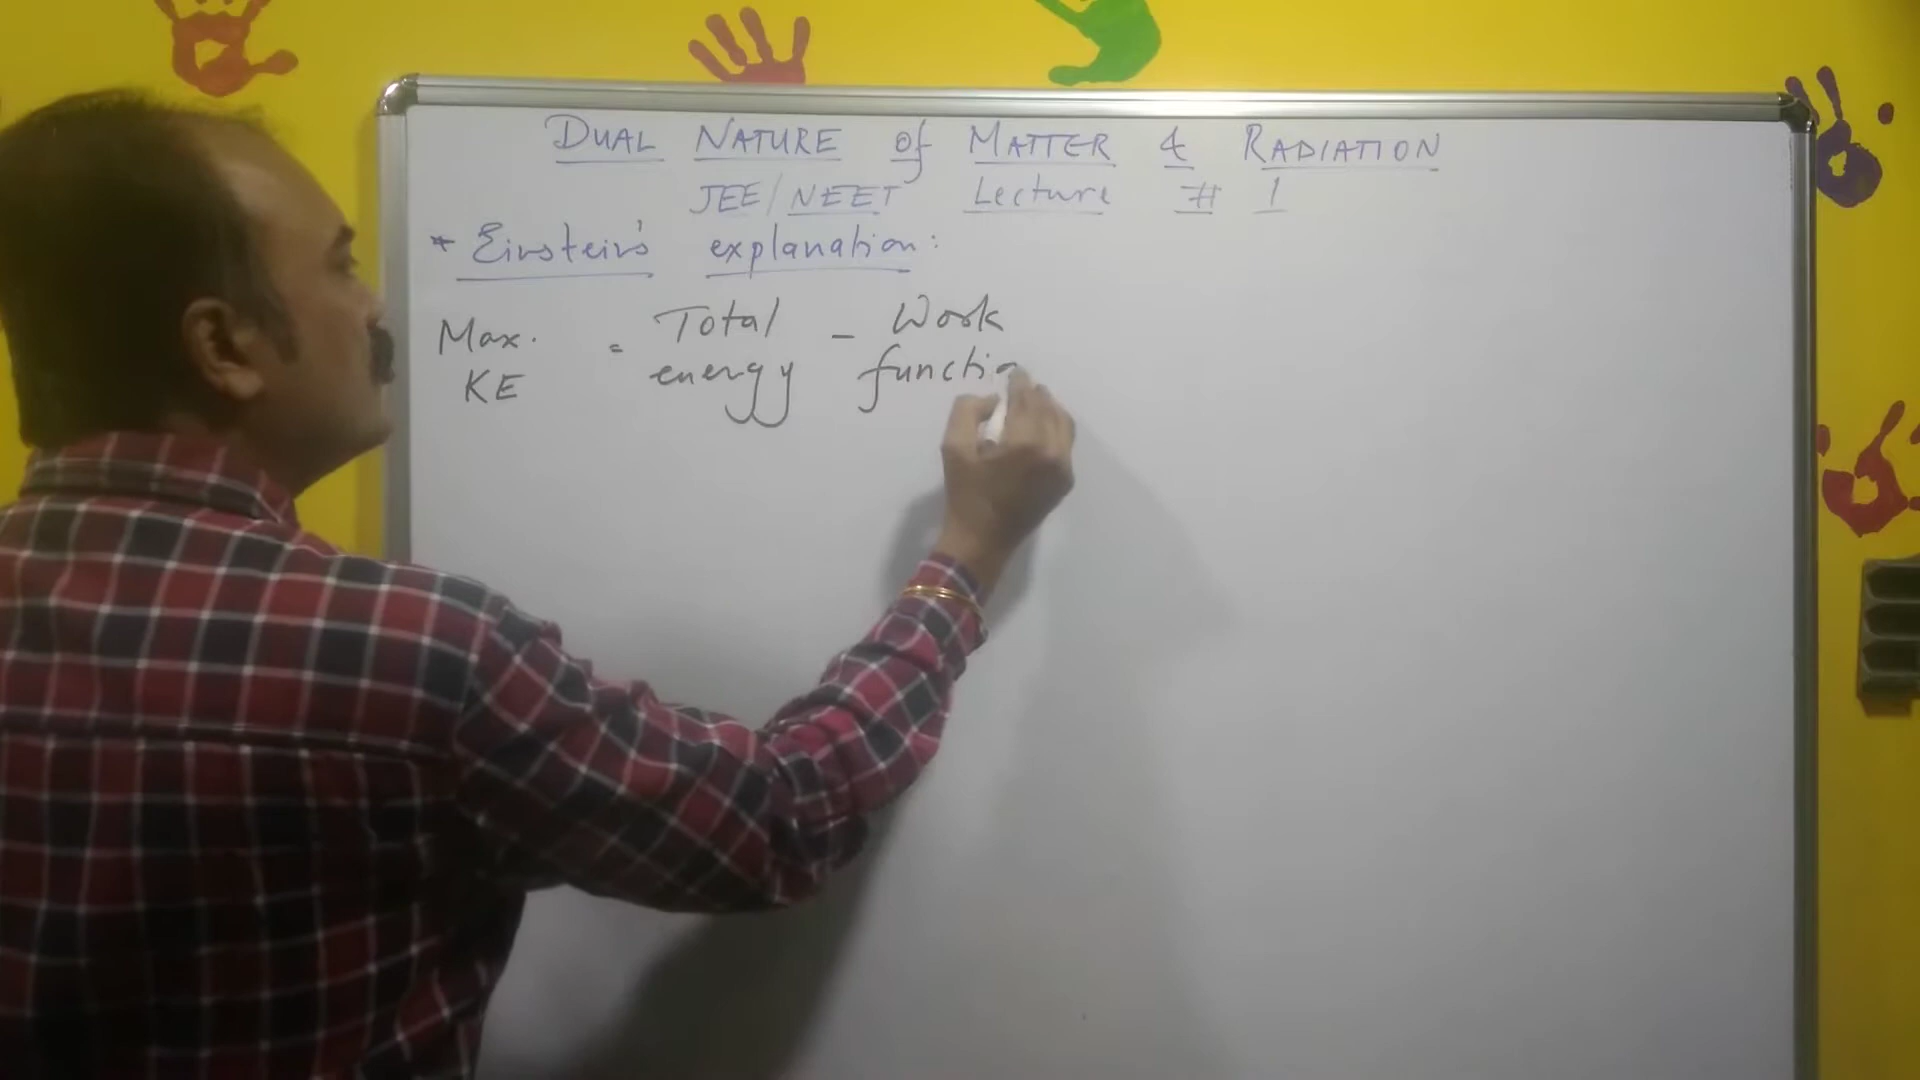 DUAL NATURE of MATTER & RADIATION
JEE/NEET Lecture # 1
* Einstein's explanation:
Max. KE = Total energy - Work functio